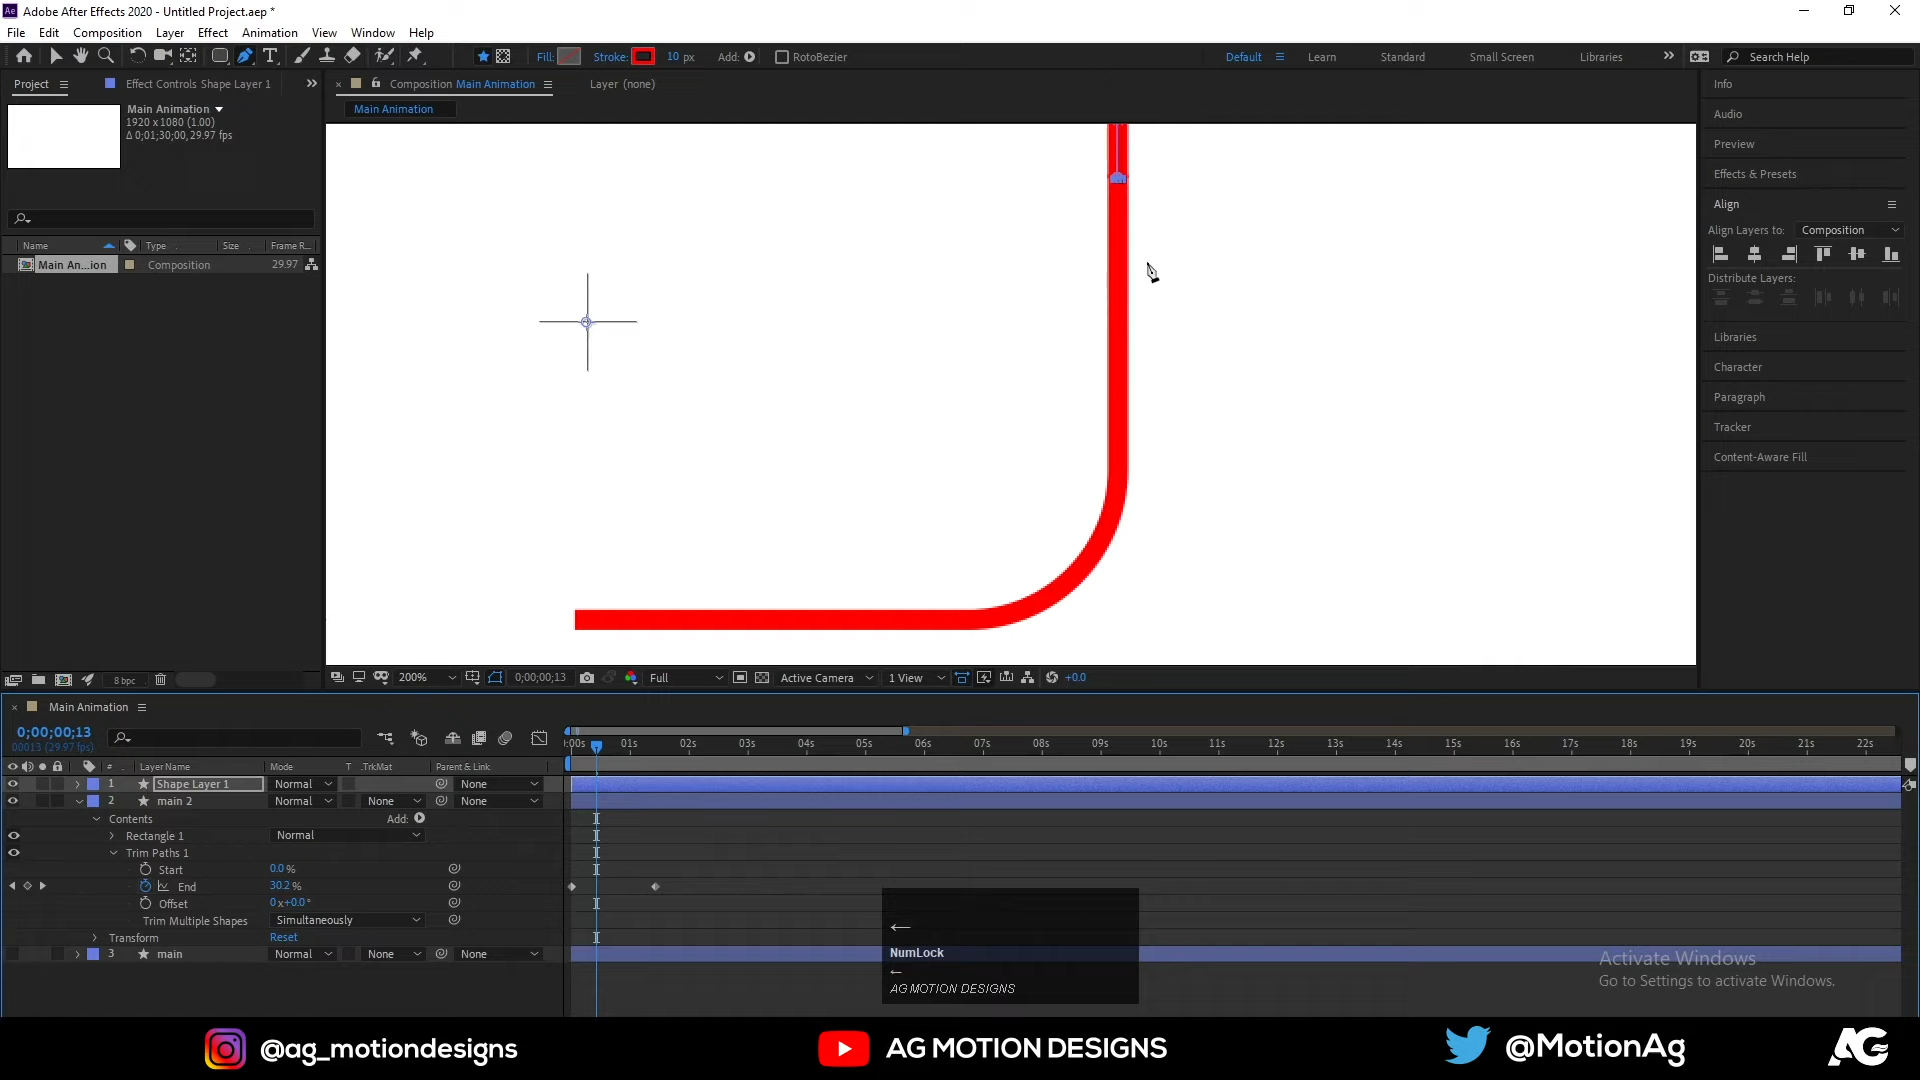 Adobe After Effects 2020 - Untitled Project.aep *
File Edit Composition Layer Effect Animation View Window Help
Fill: Stroke: 10 px Add: RotoBezier Default Learn Standard Small Screen Libraries Search Help
Project Effect Controls Shape Layer 1
Composition Main Animation Layer (none)
Main Animation
Main Animation
1920 x 1080 (1.00)
Δ 0;01;30;00, 29.97 fps
Name Type Size Frame R...
Main An...ion Composition 29.97
Info
Audio
Preview
Effects & Presets
Align
Align Layers to: Composition
Distribute Layers:
Libraries
Character
Paragraph
Tracker
Content-Aware Fill
8 bpc
200% 0;00;00;13 Full Active Camera 1 View +0.0
Main Animation
0;00;00;13
00013 (29.97 fps)
:00s 01s 02s 03s 04s 05s 06s 07s 08s 09s 10s 11s 12s 13s 14s 15s 16s 17s 18s 19s 20s 21s 22s
# Layer Name Mode T .TrkMat Parent & Link
1 Shape Layer 1 Normal None
2 main 2 Normal None None
Contents Add:
Rectangle 1 Normal
Trim Paths 1
Start 0.0 %
End 30.2 %
Offset 0x+0.0°
Trim Multiple Shapes Simultaneously
Transform Reset
3 main Normal None None
←
NumLock
←
AG MOTION DESIGNS
Activate Windows
Go to Settings to activate Windows.
@ag_motiondesigns AG MOTION DESIGNS @MotionAg AG